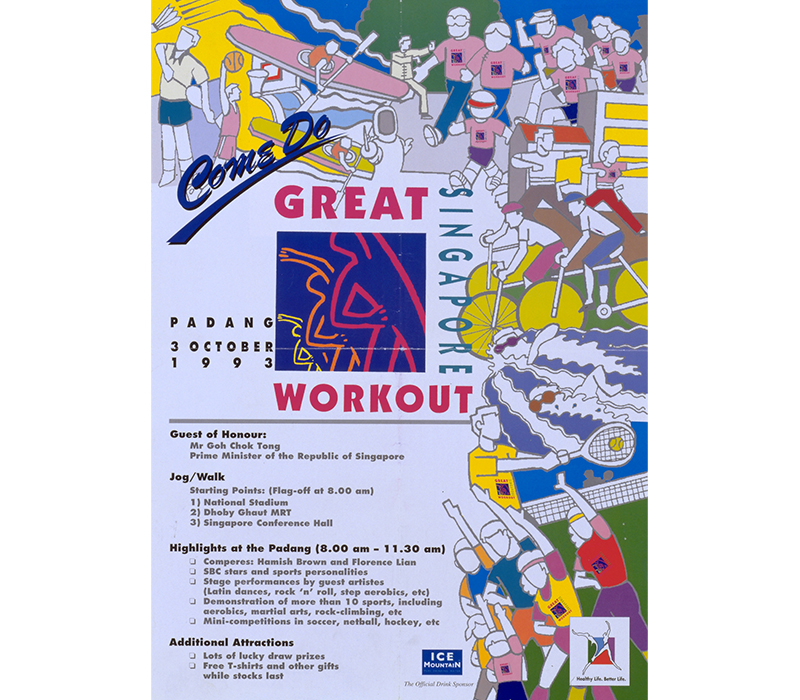 COME DO
GREAT
SINGAPORE
WORKOUT
PADANG
3 OCTOBER
1993
Guest of Honour:
Mr Goh Chok Tong
Prime Minister of the Republic of Singapore
Jog/Walk
Starting Points: (Flag-off at 8.00 am)
1) National Stadium
2) Dhoby Ghaut MRT
3) Singapore Conference Hall
Highlights at the Padang (8.00 am – 11.30 am)
❑ Comperes: Hamish Brown and Florence Lian
❑ SBC stars and sports personalities
❑ Stage performances by guest artistes
(Latin dances, rock 'n' roll, step aerobics, etc)
❑ Demonstration of more than 10 sports, including
aerobics, martial arts, rock-climbing, etc
❑ Mini-competitions in soccer, netball, hockey, etc
Additional Attractions
❑ Lots of lucky draw prizes
❑ Free T-shirts and other gifts
while stocks last
ICE
MOUNTAIN
The Official Drink Sponsor
Healthy Life, Better Life.
GREAT
WORKOUT
GREAT
WORKOUT